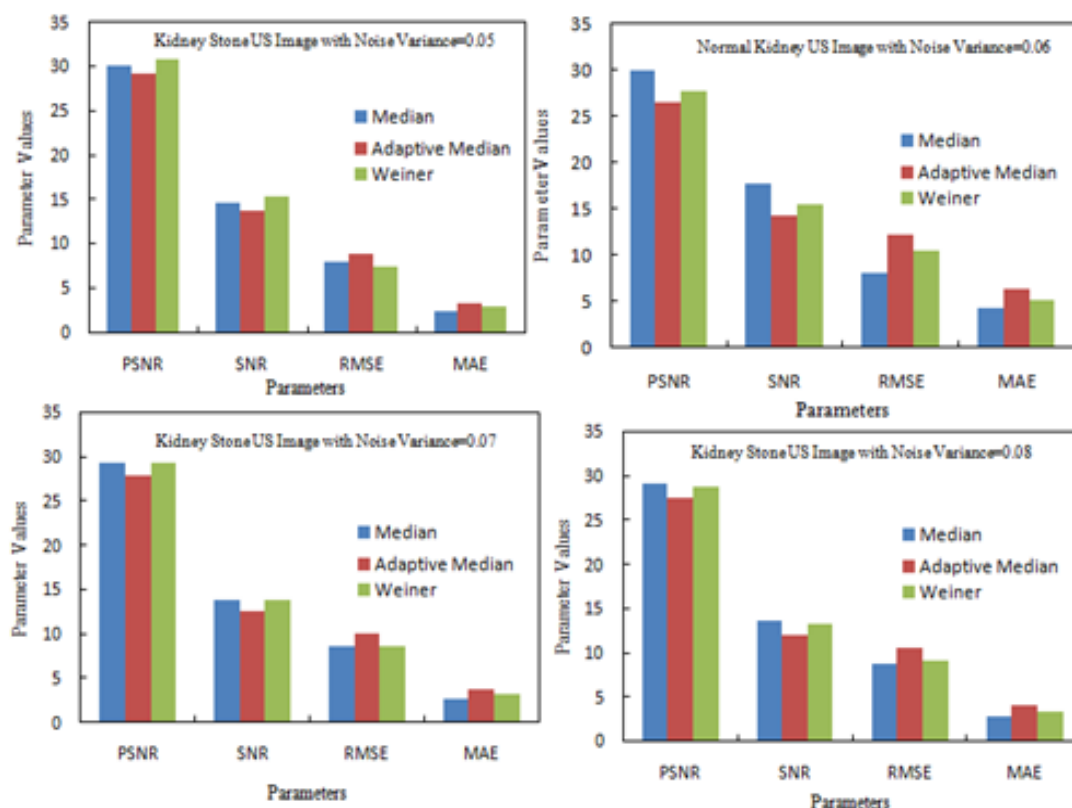 Kidney Stone US Image with Noise Variance=0.05
Parameter Values
35
30
25
20
15
10
5
0
Median
Adaptive Median
Weiner
PSNR SNR RMSE MAE
Parameters
Normal Kidney US Image with Noise Variance=0.06
Parameter Values
35
30
25
20
15
10
5
0
Median
Adaptive Median
Weiner
PSNR SNR RMSE MAE
Parameters
Kidney Stone US Image with Noise Variance=0.07
Parameter Values
35
30
25
20
15
10
5
0
Median
Adaptive Median
Weiner
PSNR SNR RMSE MAE
Parameters
Kidney Stone US Image with Noise Variance=0.08
Parameter Values
35
30
25
20
15
10
5
0
Median
Adaptive Median
Weiner
PSNR SNR RMSE MAE
Parameters